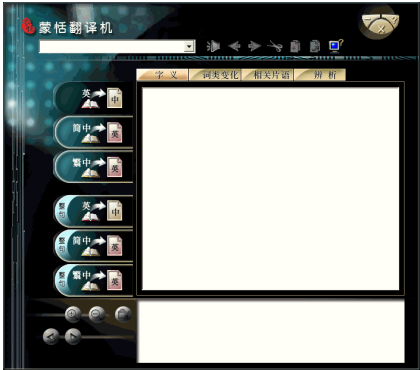 蒙恬翻译机
字 义 词类变化 相关片语 辨 析
英 中
简中 英
繁中 英
整句 英 中
整句 简中 英
整句 繁中 英